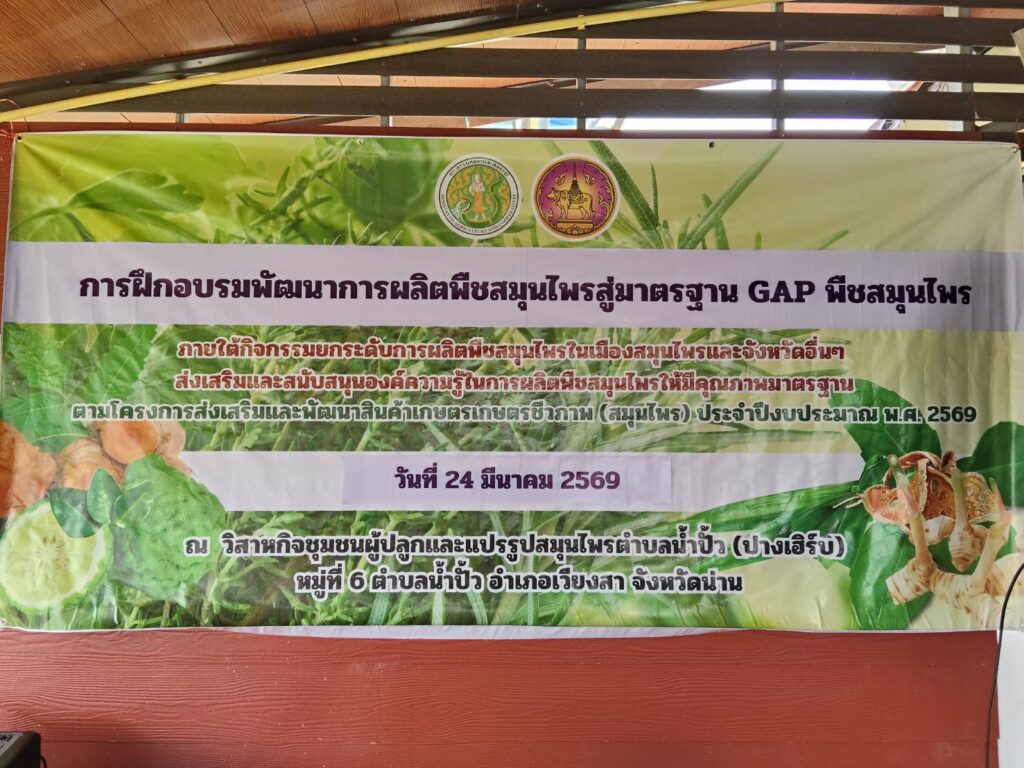 การฝึกอบรมพัฒนาการผลิตพืชสมุนไพรสู่มาตรฐาน GAP พืชสมุนไพร
ภายใต้กิจกรรมยกระดับการผลิตพืชสมุนไพรในเมืองสมุนไพรและจังหวัดอื่นๆ
ส่งเสริมและสนับสนุนองค์ความรู้ในการผลิตพืชสมุนไพรให้มีคุณภาพมาตรฐาน
ตามโครงการส่งเสริมและพัฒนาสินค้าเกษตรเกษตรชีวภาพ (สมุนไพร) ประจำปีงบประมาณ พ.ศ. 2569
วันที่ 24 มีนาคม 2569
ณ วิสาหกิจชุมชนผู้ปลูกและแปรรูปสมุนไพรตำบลน้ำปั้ว (ปางเฮิร์บ)
หมู่ที่ 6 ตำบลน้ำปั้ว อำเภอเวียงสา จังหวัดน่าน